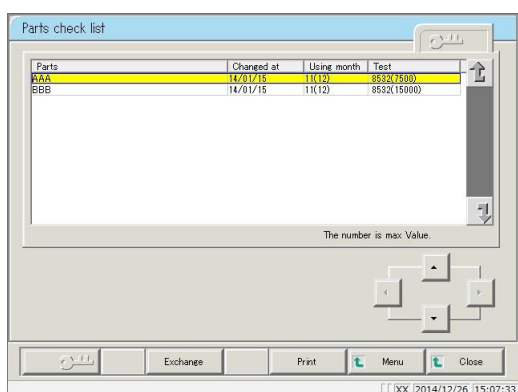 Parts check list
Parts Changed at Using month Test
AAA 14/01/15 11(12) 8532(7500)
BBB 14/01/15 11(12) 8532(15000)
The number is max Value.
Exchange Print Menu Close
XX 2014/12/26 15:07:33